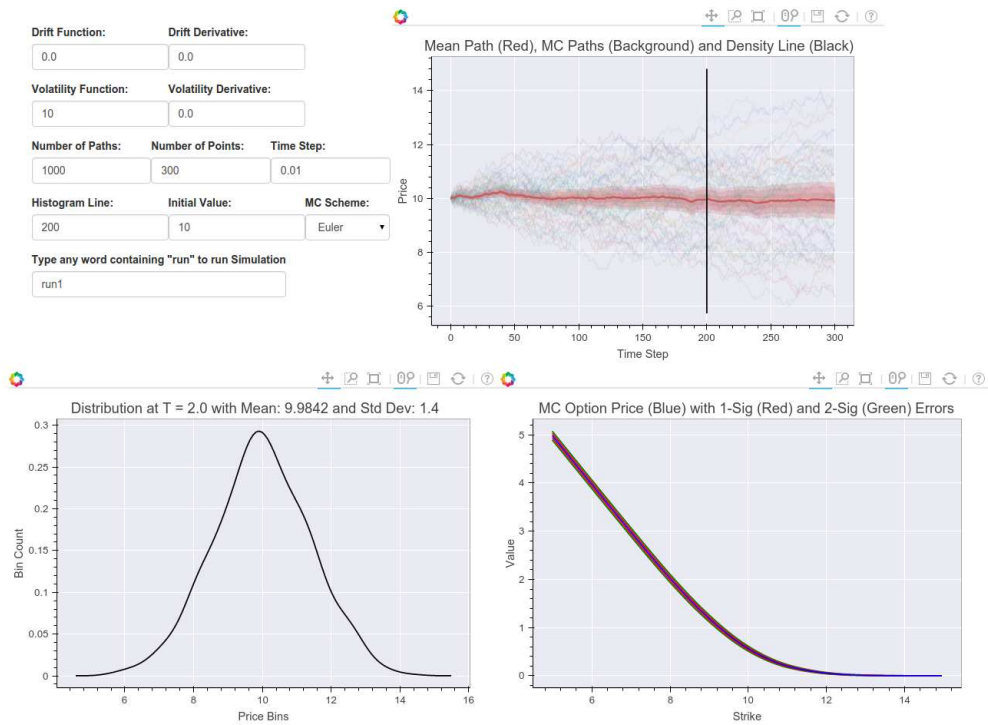 Drift Function: Drift Derivative:
0.0 0.0
Volatility Function: Volatility Derivative:
10 0.0
Number of Paths: Number of Points: Time Step:
1000 300 0.01
Histogram Line: Initial Value: MC Scheme:
200 10 Euler
Type any word containing "run" to run Simulation
run1
Mean Path (Red), MC Paths (Background) and Density Line (Black)
Price
14
12
10
8
6
0 50 100 150 200 250 300
Time Step
Distribution at T = 2.0 with Mean: 9.9842 and Std Dev: 1.4
Bin Count
0.3
0.25
0.2
0.15
0.1
0.05
0
6 8 10 12 14 16
Price Bins
MC Option Price (Blue) with 1-Sig (Red) and 2-Sig (Green) Errors
Value
5
4
3
2
1
0
6 8 10 12 14
Strike